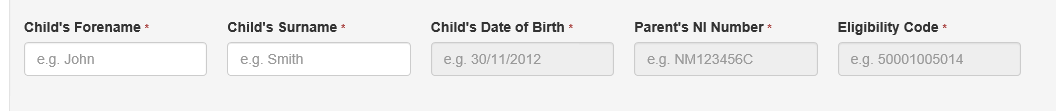 Child's Forename * Child's Surname * Child's Date of Birth * Parent's NI Number * Eligibility Code *
e.g. John e.g. Smith e.g. 30/11/2012 e.g. NM123456C e.g. 50001005014